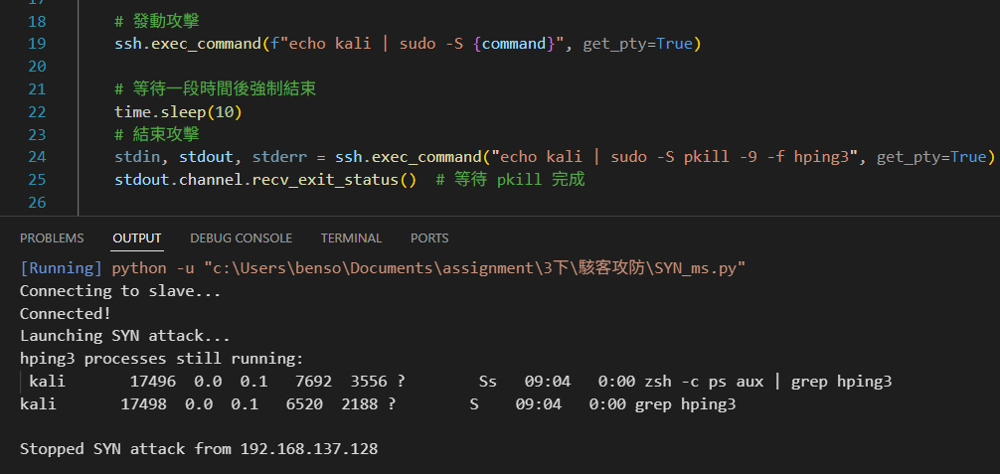 17
18 # 發動攻擊
19 ssh.exec_command(f"echo kali | sudo -S {command}", get_pty=True)
20
21 # 等待一段時間後強制結束
22 time.sleep(10)
23 # 結束攻擊
24 stdin, stdout, stderr = ssh.exec_command("echo kali | sudo -S pkill -9 -f hping3", get_pty=True)
25 stdout.channel.recv_exit_status()  # 等待 pkill 完成
26
PROBLEMS OUTPUT DEBUG CONSOLE TERMINAL PORTS
[Running] python -u "c:\Users\benso\Documents\assignment\3下\駭客攻防\SYN_ms.py"
Connecting to slave...
Connected!
Launching SYN attack...
hping3 processes still running:
kali 17496 0.0 0.1 7692 3556 ? Ss 09:04 0:00 zsh -c ps aux | grep hping3
kali 17498 0.0 0.1 6520 2188 ? S 09:04 0:00 grep hping3
Stopped SYN attack from 192.168.137.128